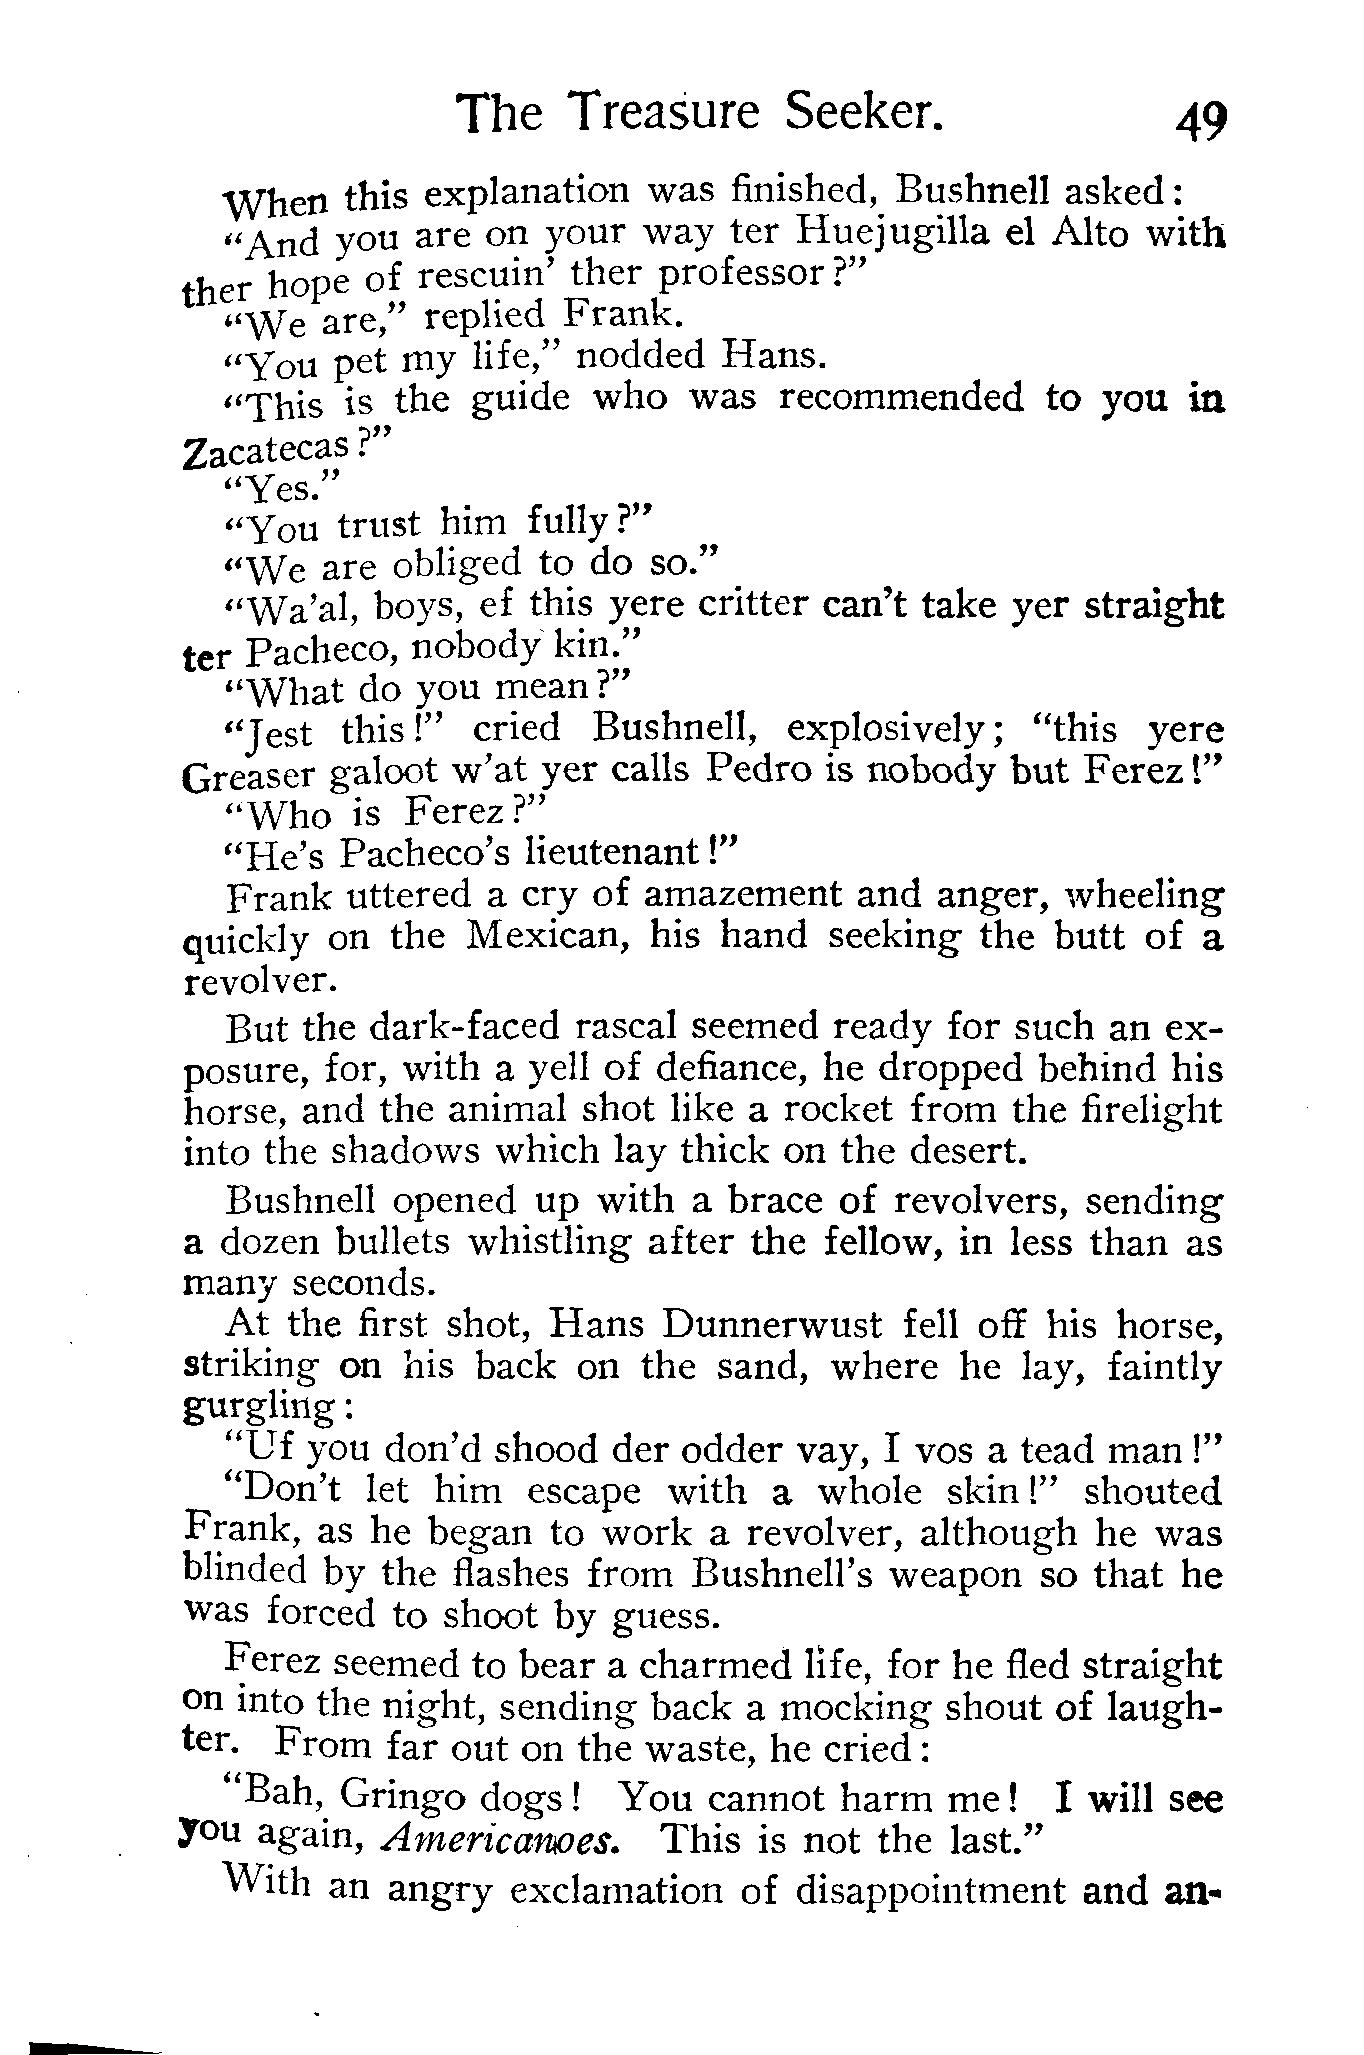 The Treasure Seeker. 49
When this explanation was finished, Bushnell asked:
"And you are on your way ter Huejugilla el Alto with
ther hope of rescuin' ther professor?"
"We are," replied Frank.
"You pet my life," nodded Hans.
"This is the guide who was recommended to you in
Zacatecas?"
"Yes."
"You trust him fully?"
"We are obliged to do so."
"Wa'al, boys, ef this yere critter can't take yer straight
ter Pacheco, nobody kin."
"What do you mean?"
"Jest this!" cried Bushnell, explosively; "this yere
Greaser galoot w'at yer calls Pedro is nobody but Ferez!"
"Who is Ferez?"
"He's Pacheco's lieutenant!"
Frank uttered a cry of amazement and anger, wheeling
quickly on the Mexican, his hand seeking the butt of a
revolver.
But the dark-faced rascal seemed ready for such an ex-
posure, for, with a yell of defiance, he dropped behind his
horse, and the animal shot like a rocket from the firelight
into the shadows which lay thick on the desert.
Bushnell opened up with a brace of revolvers, sending
a dozen bullets whistling after the fellow, in less than as
many seconds.
At the first shot, Hans Dunnerwust fell off his horse,
striking on his back on the sand, where he lay, faintly
gurgling:
"Uf you don'd shood der odder vay, I vos a tead man!"
"Don't let him escape with a whole skin!" shouted
Frank, as he began to work a revolver, although he was
blinded by the flashes from Bushnell's weapon so that he
was forced to shoot by guess.
Ferez seemed to bear a charmed life, for he fled straight
on into the night, sending back a mocking shout of laugh-
ter. From far out on the waste, he cried:
"Bah, Gringo dogs! You cannot harm me! I will see
you again, Americanoes. This is not the last."
With an angry exclamation of disappointment and an-